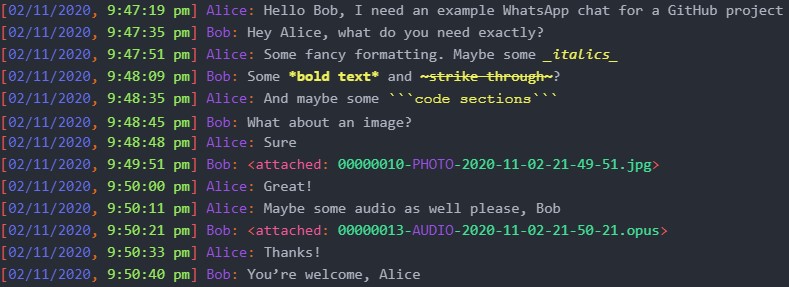 [02/11/2020, 9:47:19 pm] Alice: Hello Bob, I need an example WhatsApp chat for a GitHub project
[02/11/2020, 9:47:35 pm] Bob: Hey Alice, what do you need exactly?
[02/11/2020, 9:47:51 pm] Alice: Some fancy formatting. Maybe some _italics_
[02/11/2020, 9:48:09 pm] Bob: Some *bold text* and ~strike through~?
[02/11/2020, 9:48:35 pm] Alice: And maybe some ```code sections```
[02/11/2020, 9:48:45 pm] Bob: What about an image?
[02/11/2020, 9:48:48 pm] Alice: Sure
[02/11/2020, 9:49:51 pm] Bob: <attached: 00000010-PHOTO-2020-11-02-21-49-51.jpg>
[02/11/2020, 9:50:00 pm] Alice: Great!
[02/11/2020, 9:50:11 pm] Alice: Maybe some audio as well please, Bob
[02/11/2020, 9:50:21 pm] Bob: <attached: 00000013-AUDIO-2020-11-02-21-50-21.opus>
[02/11/2020, 9:50:33 pm] Alice: Thanks!
[02/11/2020, 9:50:40 pm] Bob: You’re welcome, Alice